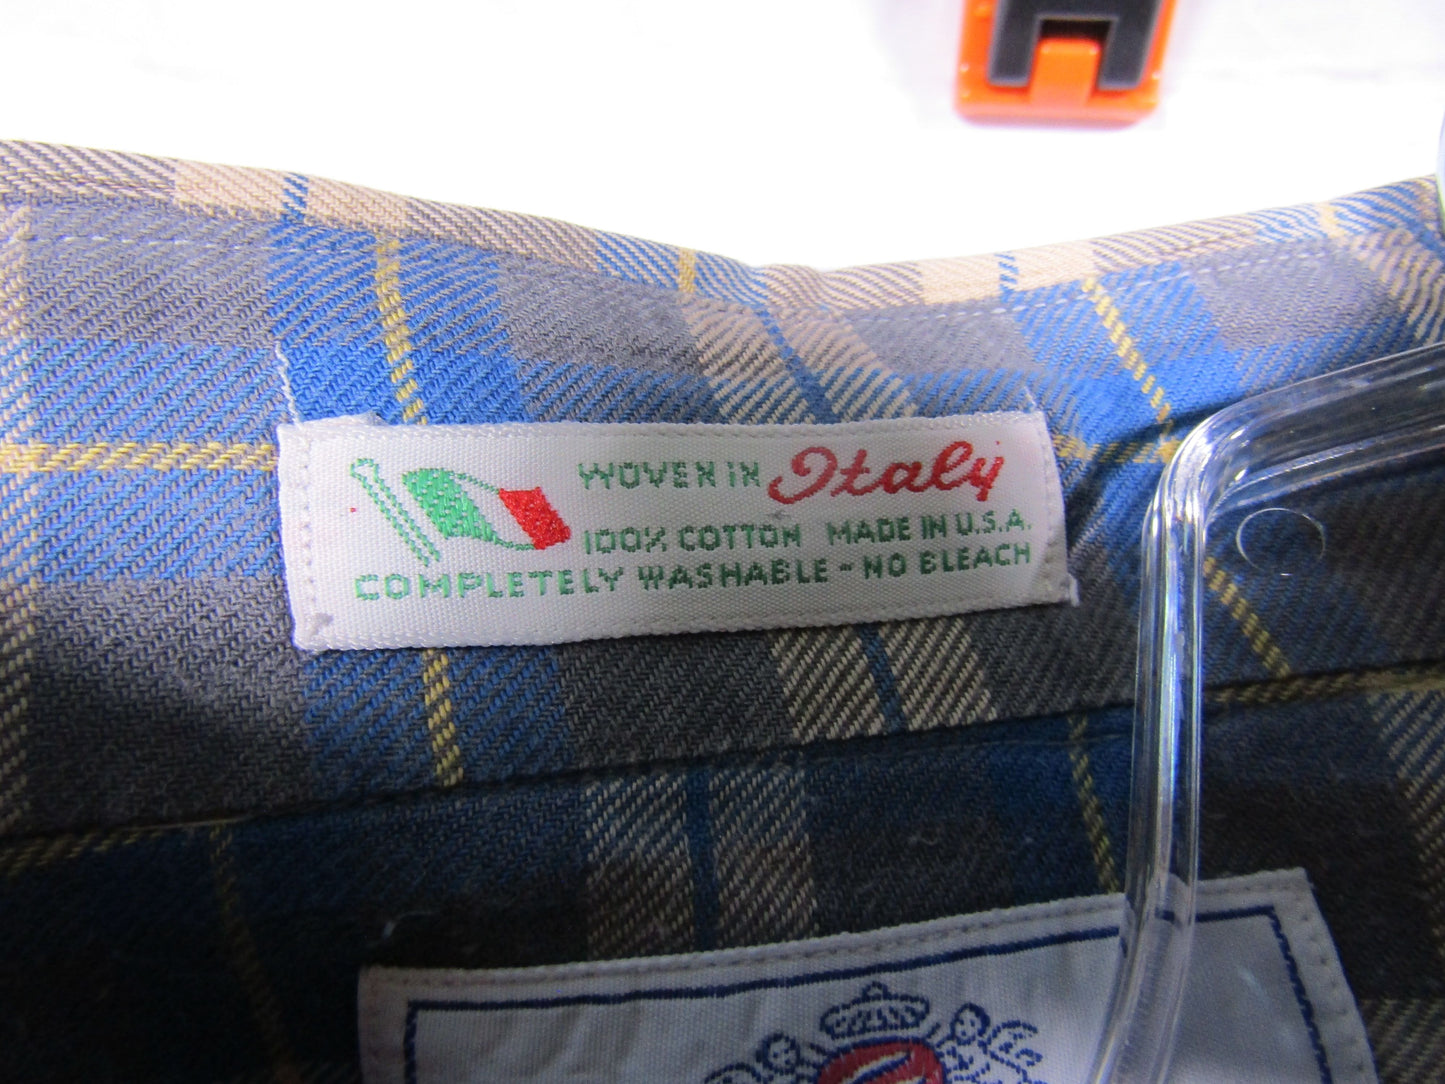 WOVEN IN Italy
100% COTTON MADE IN U.S.A.
COMPLETELY WASHABLE - NO BLEACH